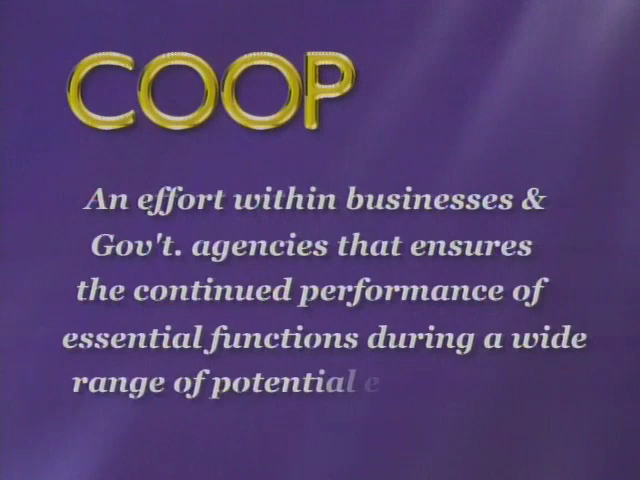 COOP
An effort within businesses &
Gov't. agencies that ensures
the continued performance of
essential functions during a wide
range of potential e